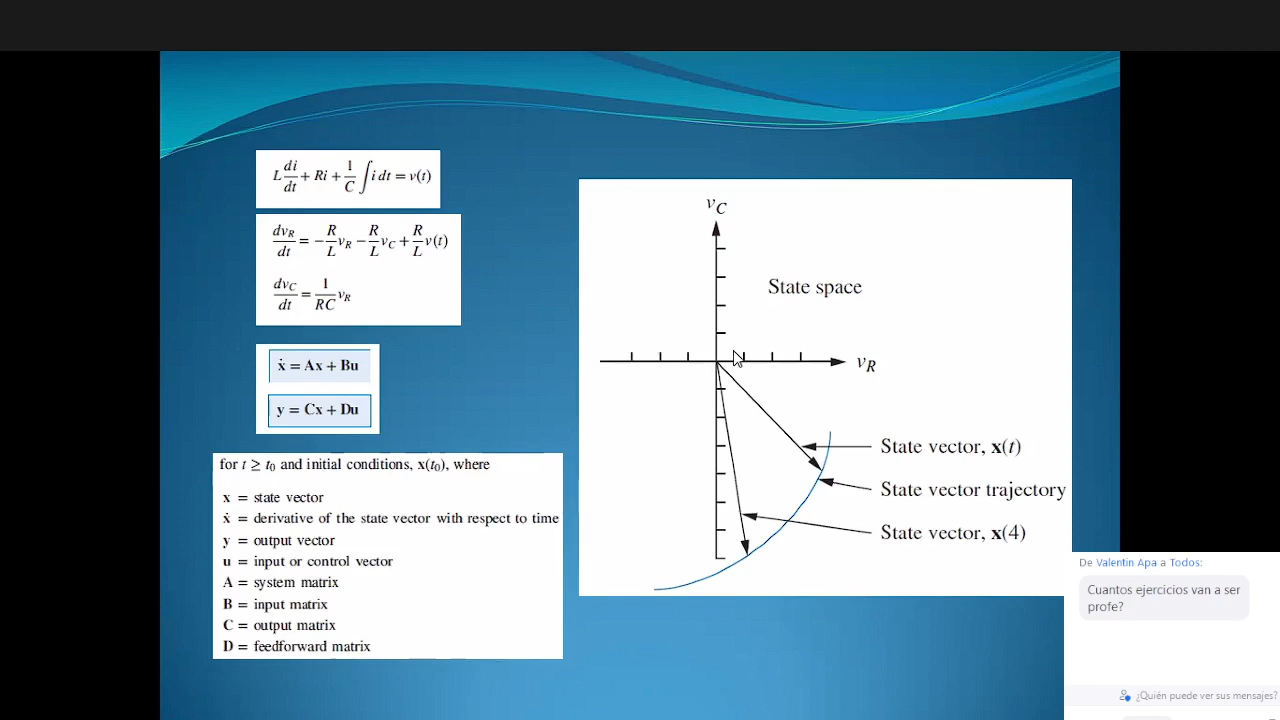 L di/dt + Ri + 1/C ∫ i dt = v(t)
dv_R/dt = −R/L v_R − R/L v_C + R/L v(t)
dv_C/dt = 1/RC v_R
ẋ = Ax + Bu
y = Cx + Du
for t ≥ t₀ and initial conditions, x(t₀), where
x = state vector
ẋ = derivative of the state vector with respect to time
y = output vector
u = input or control vector
A = system matrix
B = input matrix
C = output matrix
D = feedforward matrix
v_C
State space
v_R
State vector, x(t)
State vector trajectory
State vector, x(4)
De Valentin Apa a Todos:
Cuantos ejercicios van a ser
profe?
¿Quién puede ver sus mensajes?